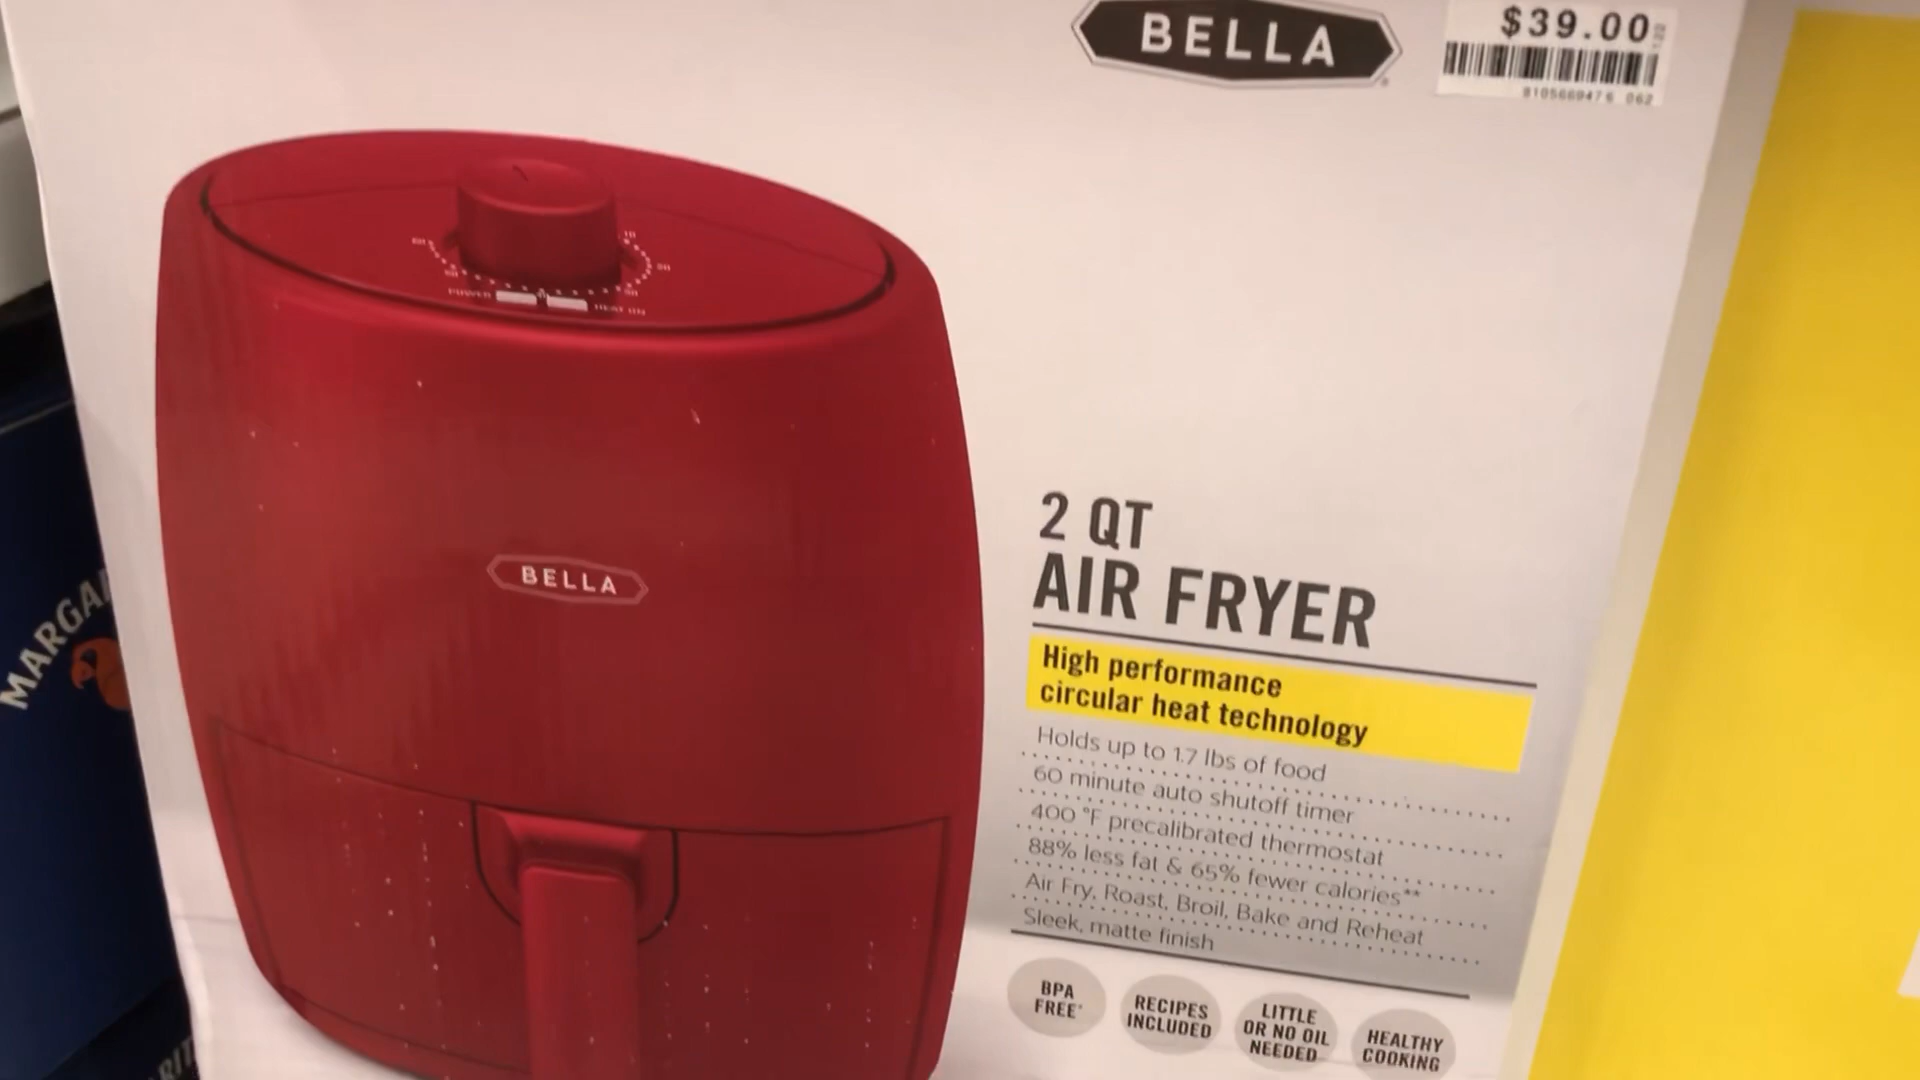 BELLA
$39.00
POWER
HEAT ON
BELLA
MARGA
2 QT
AIR FRYER
High performance
circular heat technology
Holds up to 1.7 lbs of food
60 minute auto shutoff timer
400 °F precalibrated thermostat
88% less fat & 65% fewer calories**
Air Fry, Roast, Broil, Bake and Reheat
Sleek, matte finish
BPA
FREE*
RECIPES
INCLUDED
LITTLE
OR NO OIL
NEEDED
HEALTHY
COOKING